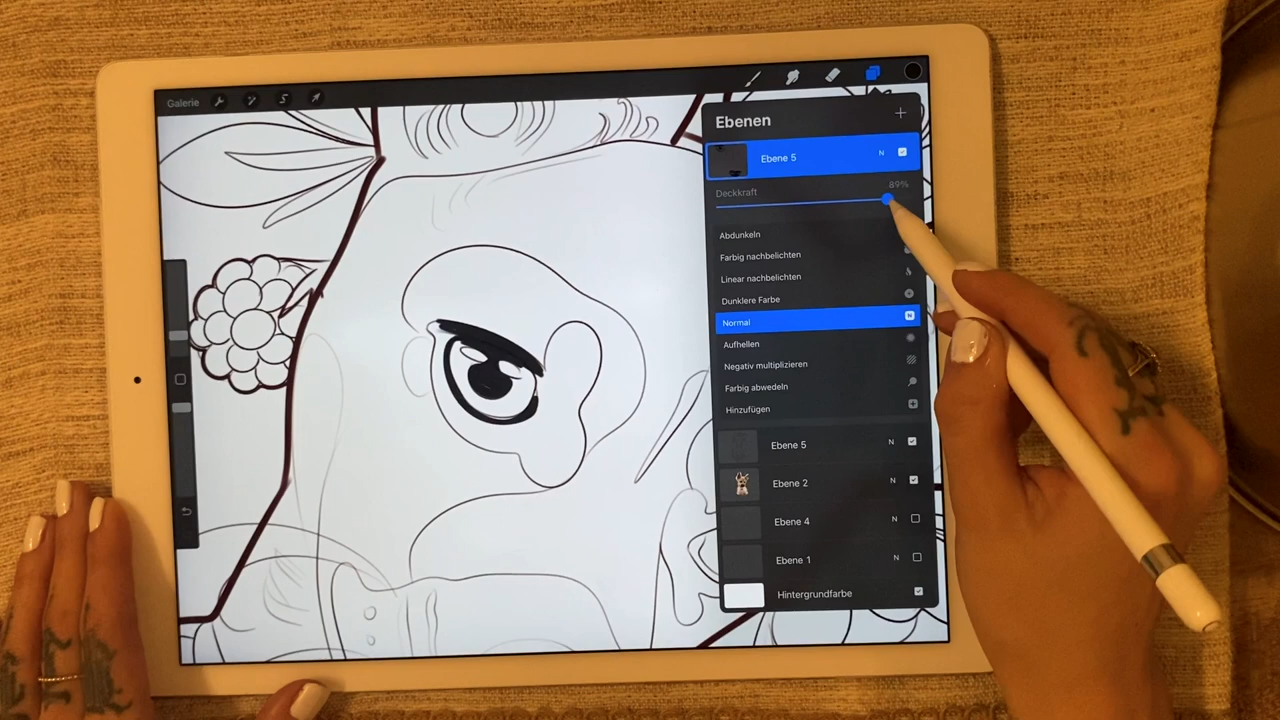 Galerie
Ebenen
Ebene 5 N
Deckkraft 89%
Abdunkeln
Farbig nachbelichten
Linear nachbelichten
Dunklere Farbe
Normal N
Aufhellen
Negativ multiplizieren
Farbig abwedeln
Hinzufügen
Ebene 5 N
Ebene 2 N
Ebene 4 N
Ebene 1 N
Hintergrundfarbe